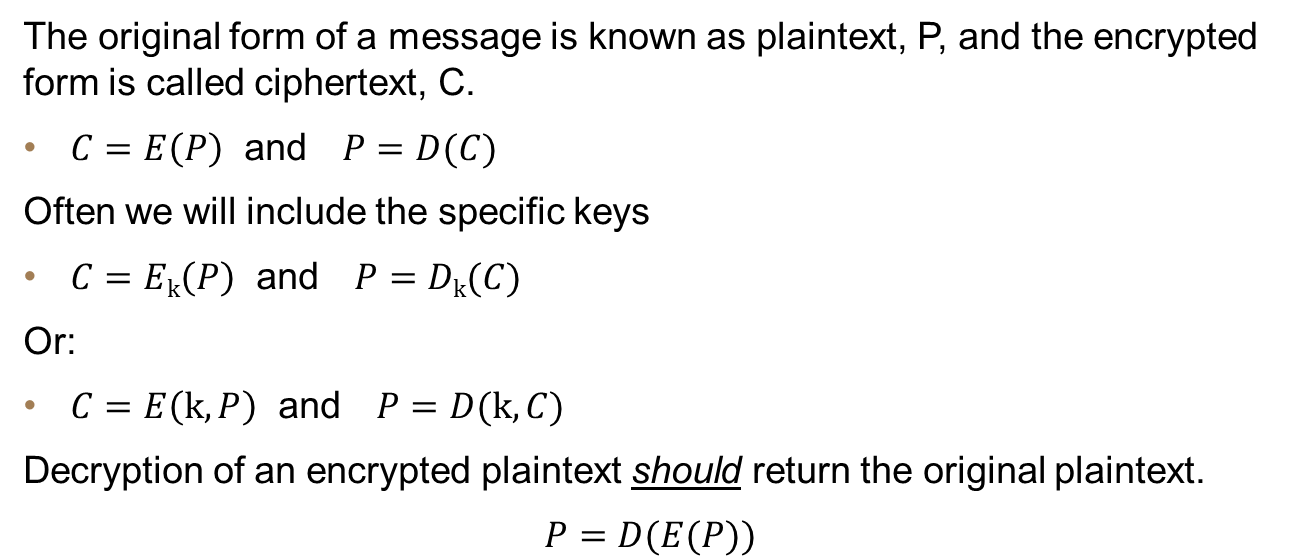 The original form of a message is known as plaintext, P, and the encrypted
form is called ciphertext, C.
• C = E(P) and P = D(C)
Often we will include the specific keys
• C = Eₖ(P) and P = Dₖ(C)
Or:
• C = E(k, P) and P = D(k, C)
Decryption of an encrypted plaintext should return the original plaintext.
P = D(E(P))